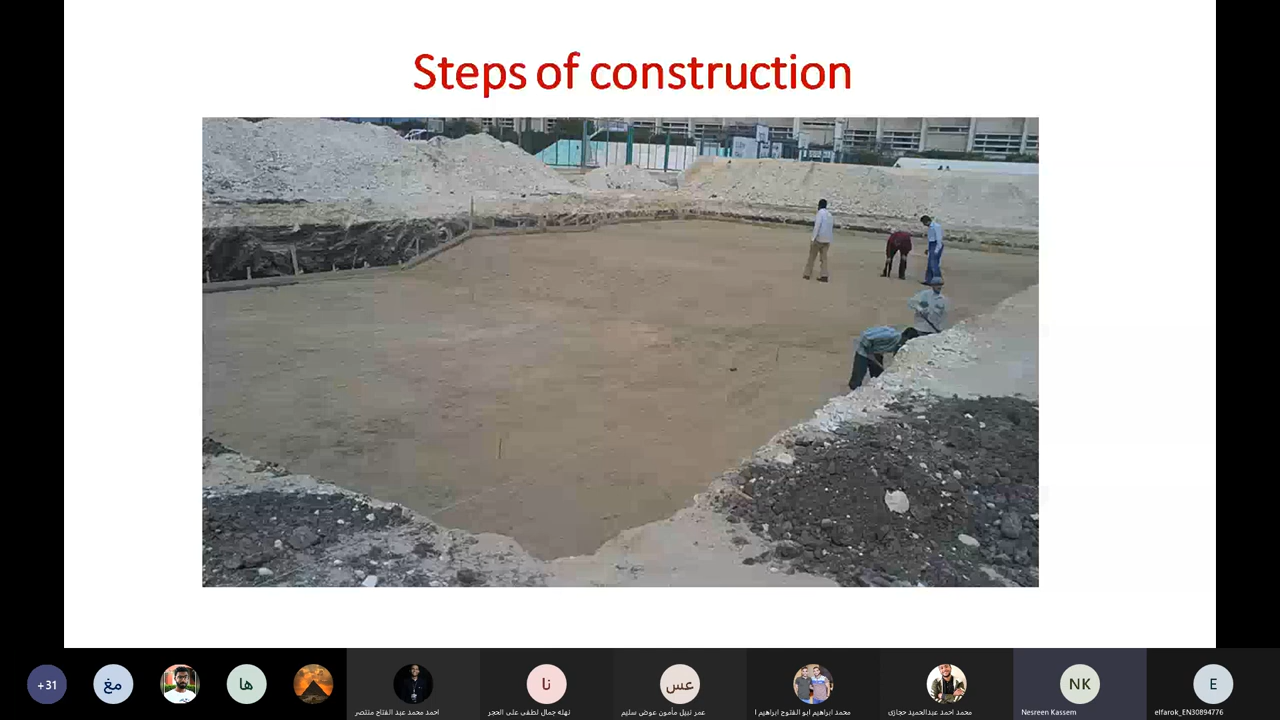 Steps of construction
+31
مغ
ها
نا
عس
NK
E
احمد محمد عبد الفتاح منتصر
نهله جمال لطفى على الحجر
عمر نبيل مأمون عوض سليم
محمد ابراهيم ابو الفتوح ابراهيم ا
محمد احمد عبدالحميد حجازى
Nesreen Kassem
elfarok_EN30894776